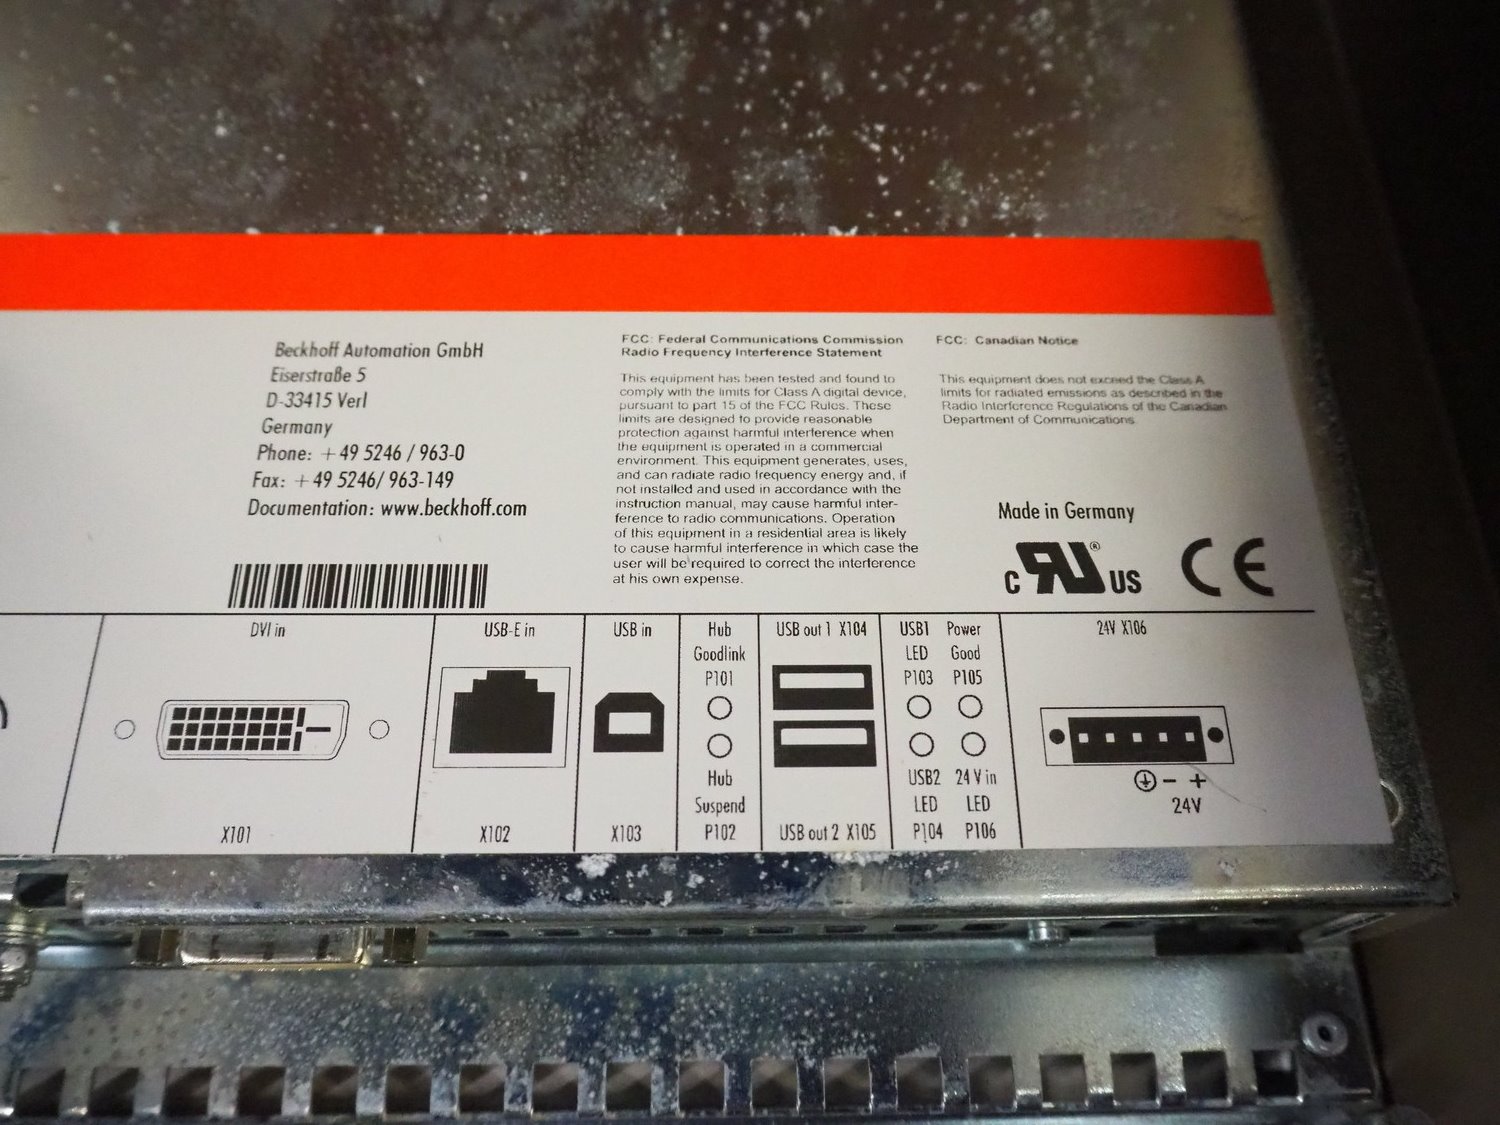 Beckhoff Automation GmbH
Eiserstraße 5
D-33415 Verl
Germany
Phone: +49 5246 / 963-0
Fax: +49 5246/ 963-149
Documentation: www.beckhoff.com
FCC: Federal Communications Commission
Radio Frequency Interference Statement
This equipment has been tested and found to
comply with the limits for Class A digital device,
pursuant to part 15 of the FCC Rules. These
limits are designed to provide reasonable
protection against harmful interference when
the equipment is operated in a commercial
environment. This equipment generates, uses,
and can radiate radio frequency energy and, if
not installed and used in accordance with the
instruction manual, may cause harmful inter-
ference to radio communications. Operation
of this equipment in a residential area is likely
to cause harmful interference in which case the
user will be required to correct the interference
at his own expense.
FCC: Canadian Notice
This equipment does not exceed the Class A
limits for radiated emissions as described in the
Radio Interference Regulations of the Canadian
Department of Communications
Made in Germany
C RU ® US CE
DVI in
X101
USB-E in
X102
USB in
X103
Hub
Goodlink
P101
Hub
Suspend
P102
USB out 1 X104
USB out 2 X105
USB1 Power
LED Good
P103 P105
USB2 24 V in
LED LED
P104 P106
24V X106
− +
24V